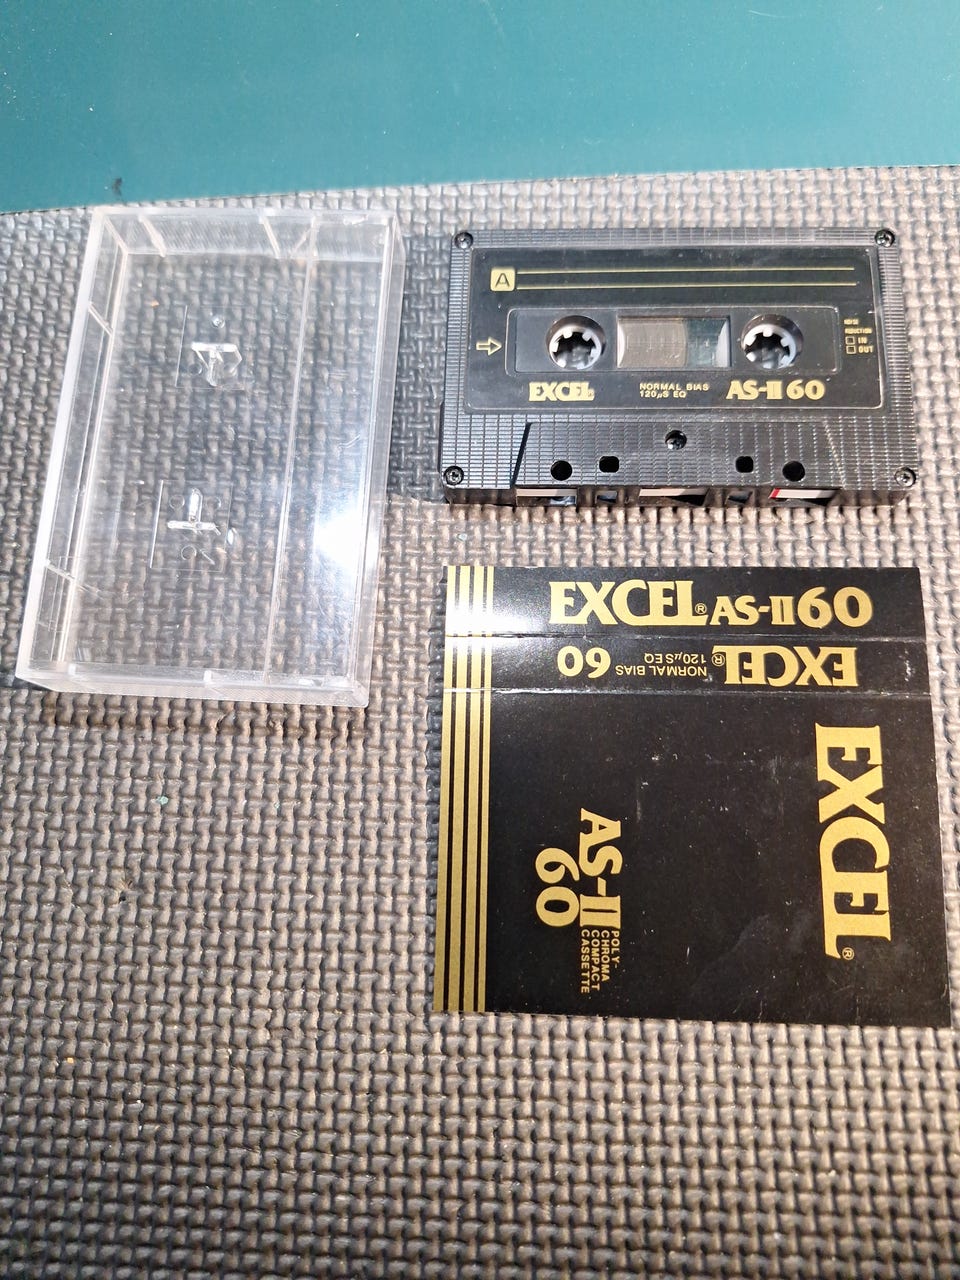 A
NOISE
REDUCTION
IN
OUT
EXCEL
NORMAL BIAS
120µS EQ
AS-II 60
EXCEL® AS-II 60
EXCEL®
NORMAL BIAS
120µS EQ
60
EXCEL®
AS-II
60
POLY-
CHROMA
COMPACT
CASSETTE